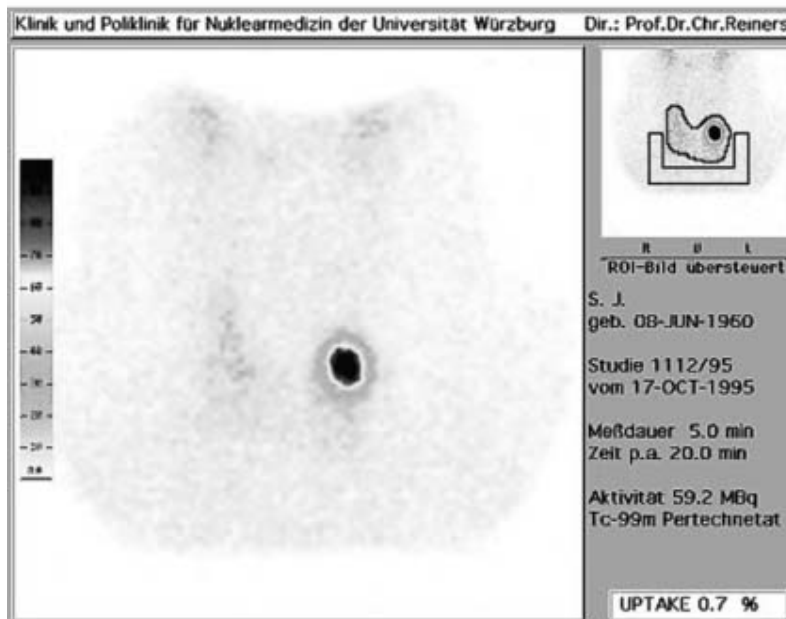 Klinik und Poliklinik für Nuklearmedizin der Universität Würzburg Dir.: Prof.Dr.Chr.Reiners
R U L
ROI-Bild übersteuert
S. J.
geb. 08-JUN-1960
Studie 1112/95
vom 17-OCT-1995
Meßdauer 5.0 min
Zeit p.a. 20.0 min
Aktivität 59.2 MBq
Tc-99m Pertechnetat
UPTAKE 0.7 %